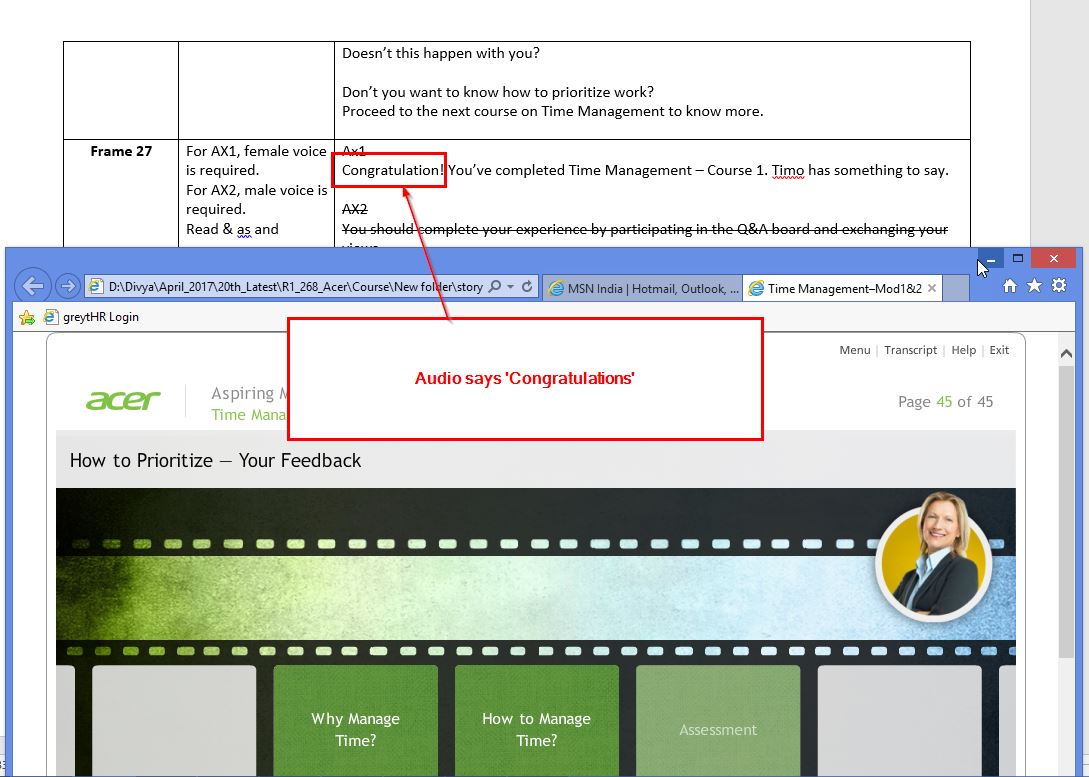 Doesn't this happen with you?
Don't you want to know how to prioritize work?
Proceed to the next course on Time Management to know more.
Frame 27
For AX1, female voice
is required.
For AX2, male voice is
required.
Read & as and
Ax1
Congratulation! You've completed Time Management – Course 1. Timo has something to say.
AX2
You should complete your experience by participating in the Q&A board and exchanging your
views
D:\Divya\April_2017\20th_Latest\R1_268_Acer\Course\New folder\story
MSN India | Hotmail, Outlook, ...
Time Management–Mod1&2
greytHR Login
Audio says 'Congratulations'
Menu | Transcript | Help | Exit
acer
Aspiring M
Time Mana
Page 45 of 45
How to Prioritize — Your Feedback
Why Manage
Time?
How to Manage
Time?
Assessment